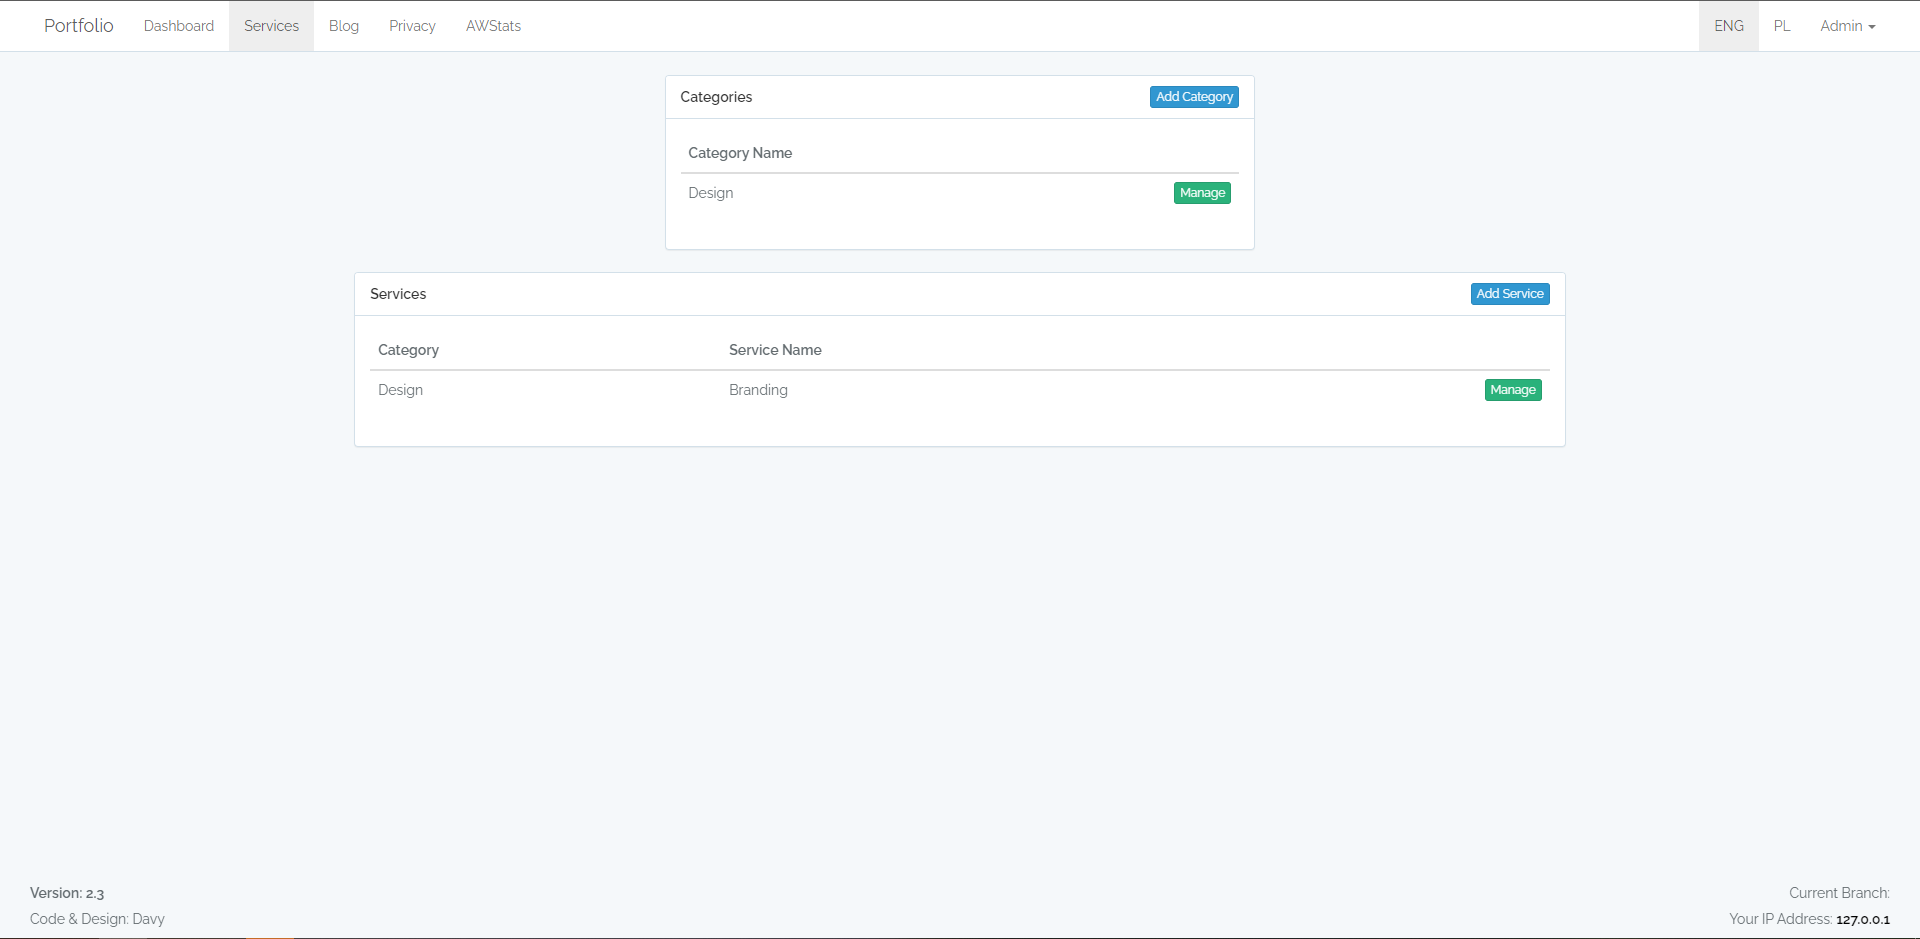 Portfolio Dashboard Services Blog Privacy AWStats ENG PL Admin
Categories Add Category
Category Name
Design Manage
Services Add Service
Category Service Name
Design Branding Manage
Version: 2.3 Current Branch:
Code & Design: Davy Your IP Address: 127.0.0.1